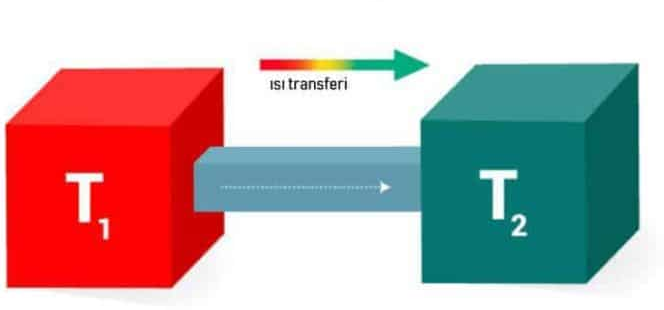 ısı transferi
T1
T2